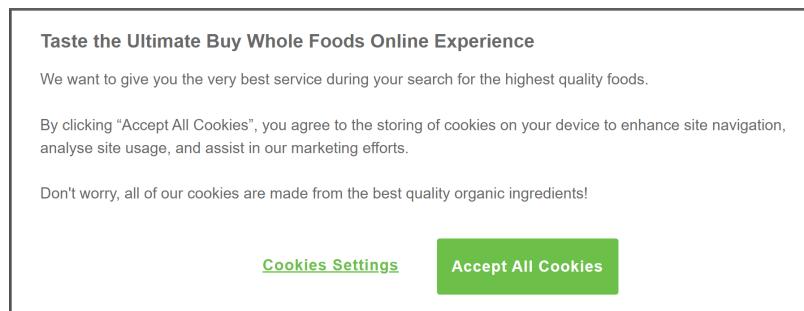 Taste the Ultimate Buy Whole Foods Online Experience
We want to give you the very best service during your search for the highest quality foods.
By clicking “Accept All Cookies”, you agree to the storing of cookies on your device to enhance site navigation,
analyse site usage, and assist in our marketing efforts.
Don't worry, all of our cookies are made from the best quality organic ingredients!
Cookies Settings
Accept All Cookies